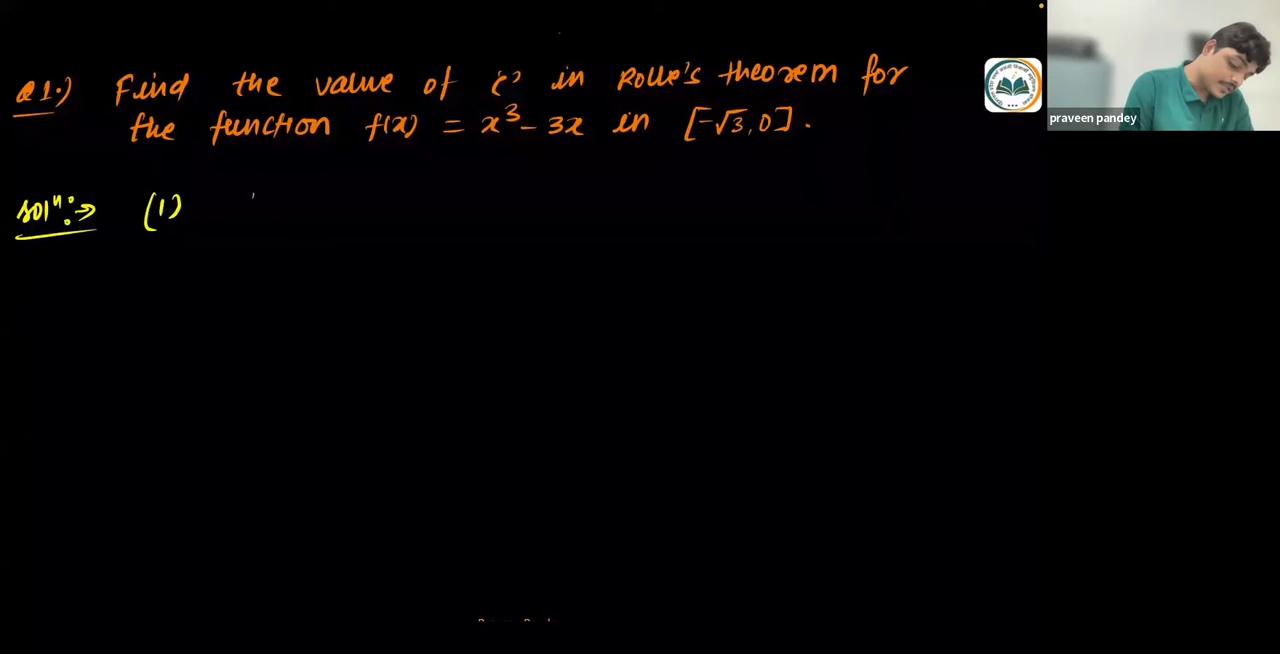 Q1.) Find the value of 'c' in Rolle's theorem for
the function f(x) = x³ - 3x in [-√3, 0].
solⁿ:→ (1)
praveen pandey